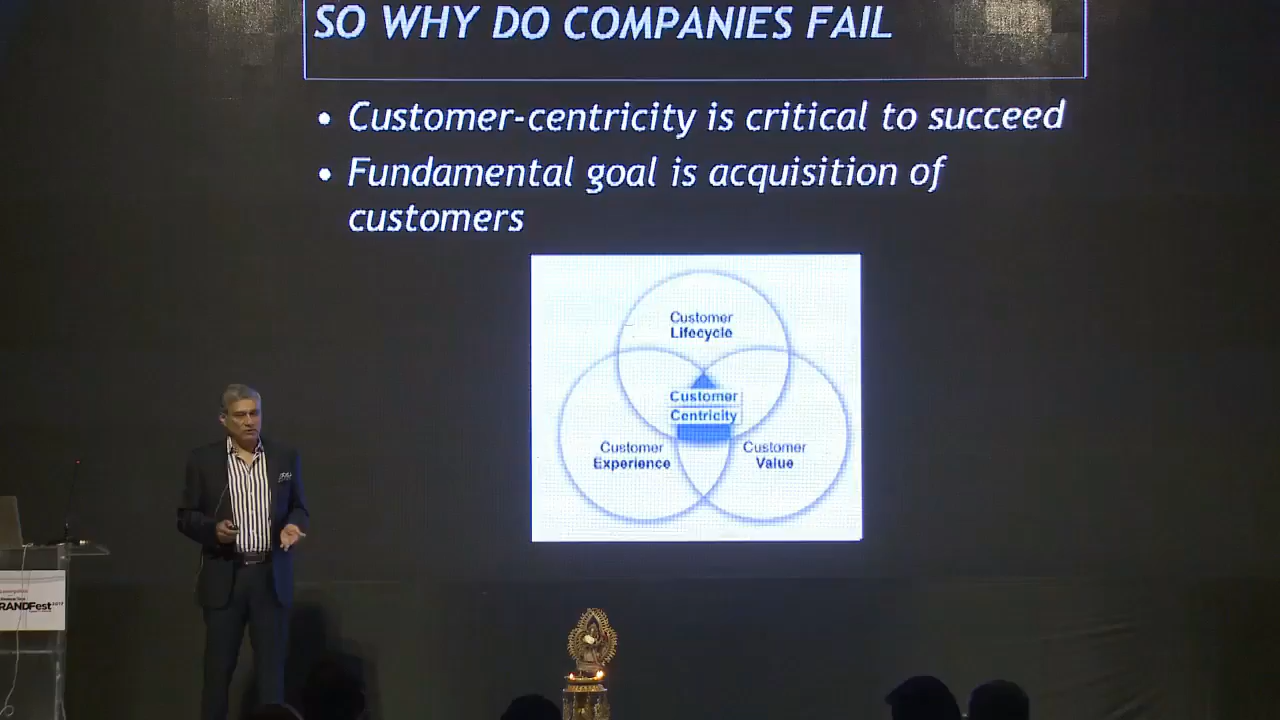 SO WHY DO COMPANIES FAIL
• Customer-centricity is critical to succeed
• Fundamental goal is acquisition of
customers
Customer
Lifecycle
Customer
Centricity
Customer
Experience
Customer
Value
RANDFest